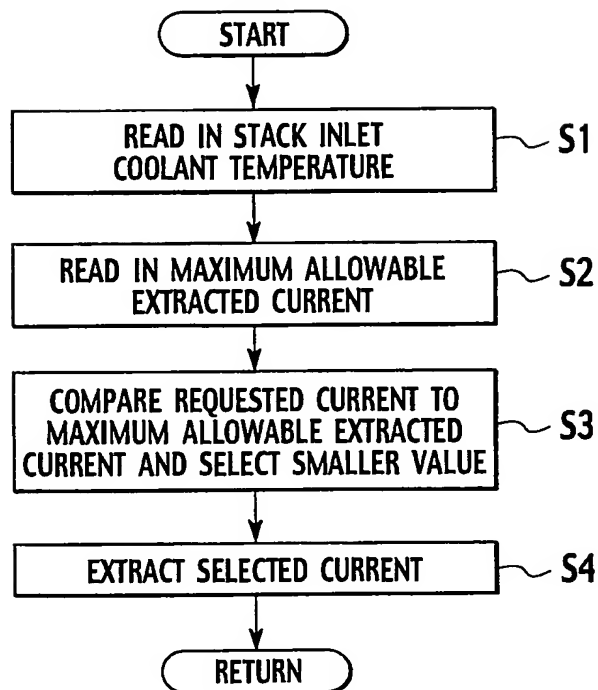 START
READ IN STACK INLET
COOLANT TEMPERATURE
S1
READ IN MAXIMUM ALLOWABLE
EXTRACTED CURRENT
S2
COMPARE REQUESTED CURRENT TO
MAXIMUM ALLOWABLE EXTRACTED
CURRENT AND SELECT SMALLER VALUE
S3
EXTRACT SELECTED CURRENT
S4
RETURN